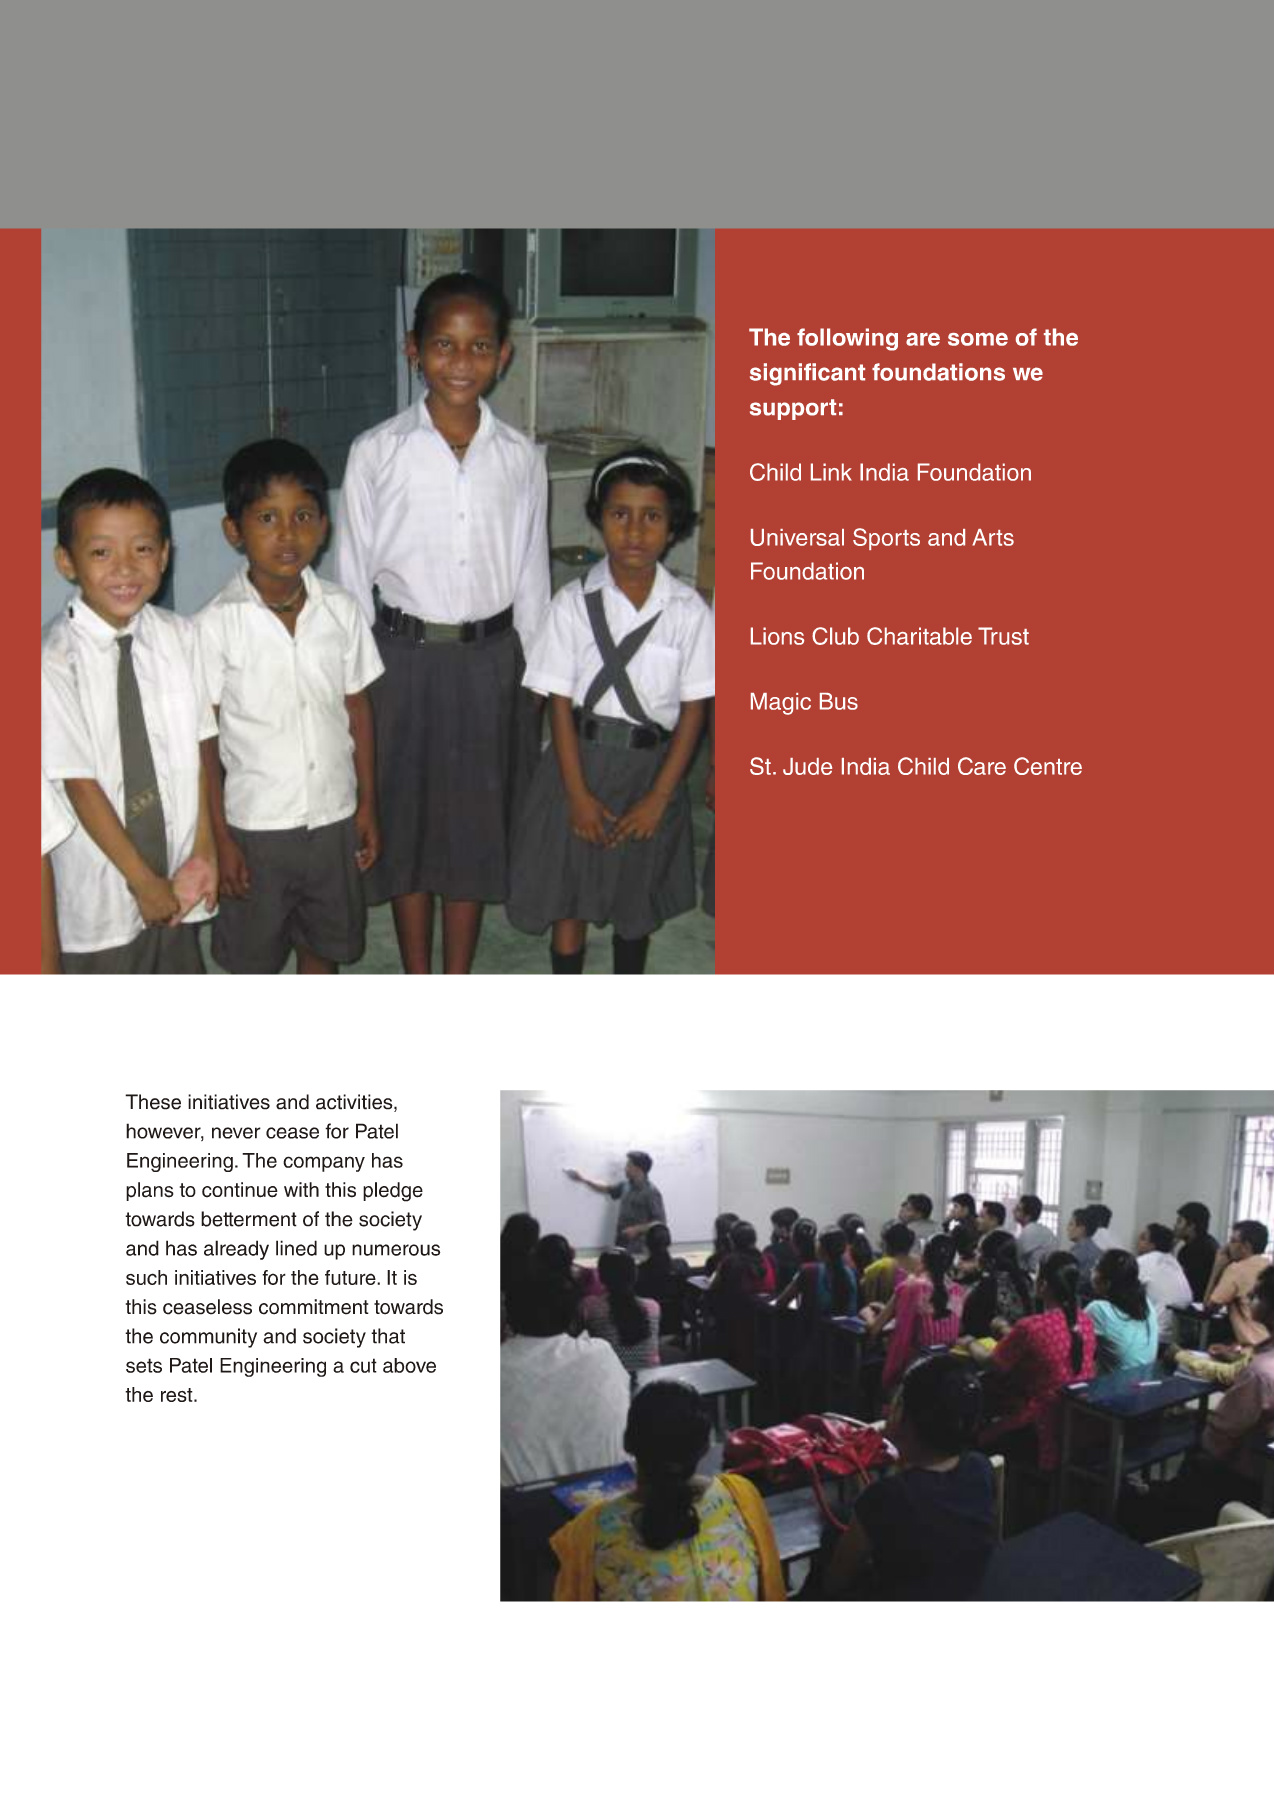 The following are some of the
significant foundations we
support:
Child Link India Foundation
Universal Sports and Arts
Foundation
Lions Club Charitable Trust
Magic Bus
St. Jude India Child Care Centre
These initiatives and activities,
however, never cease for Patel
Engineering. The company has
plans to continue with this pledge
towards betterment of the society
and has already lined up numerous
such initiatives for the future. It is
this ceaseless commitment towards
the community and society that
sets Patel Engineering a cut above
the rest.